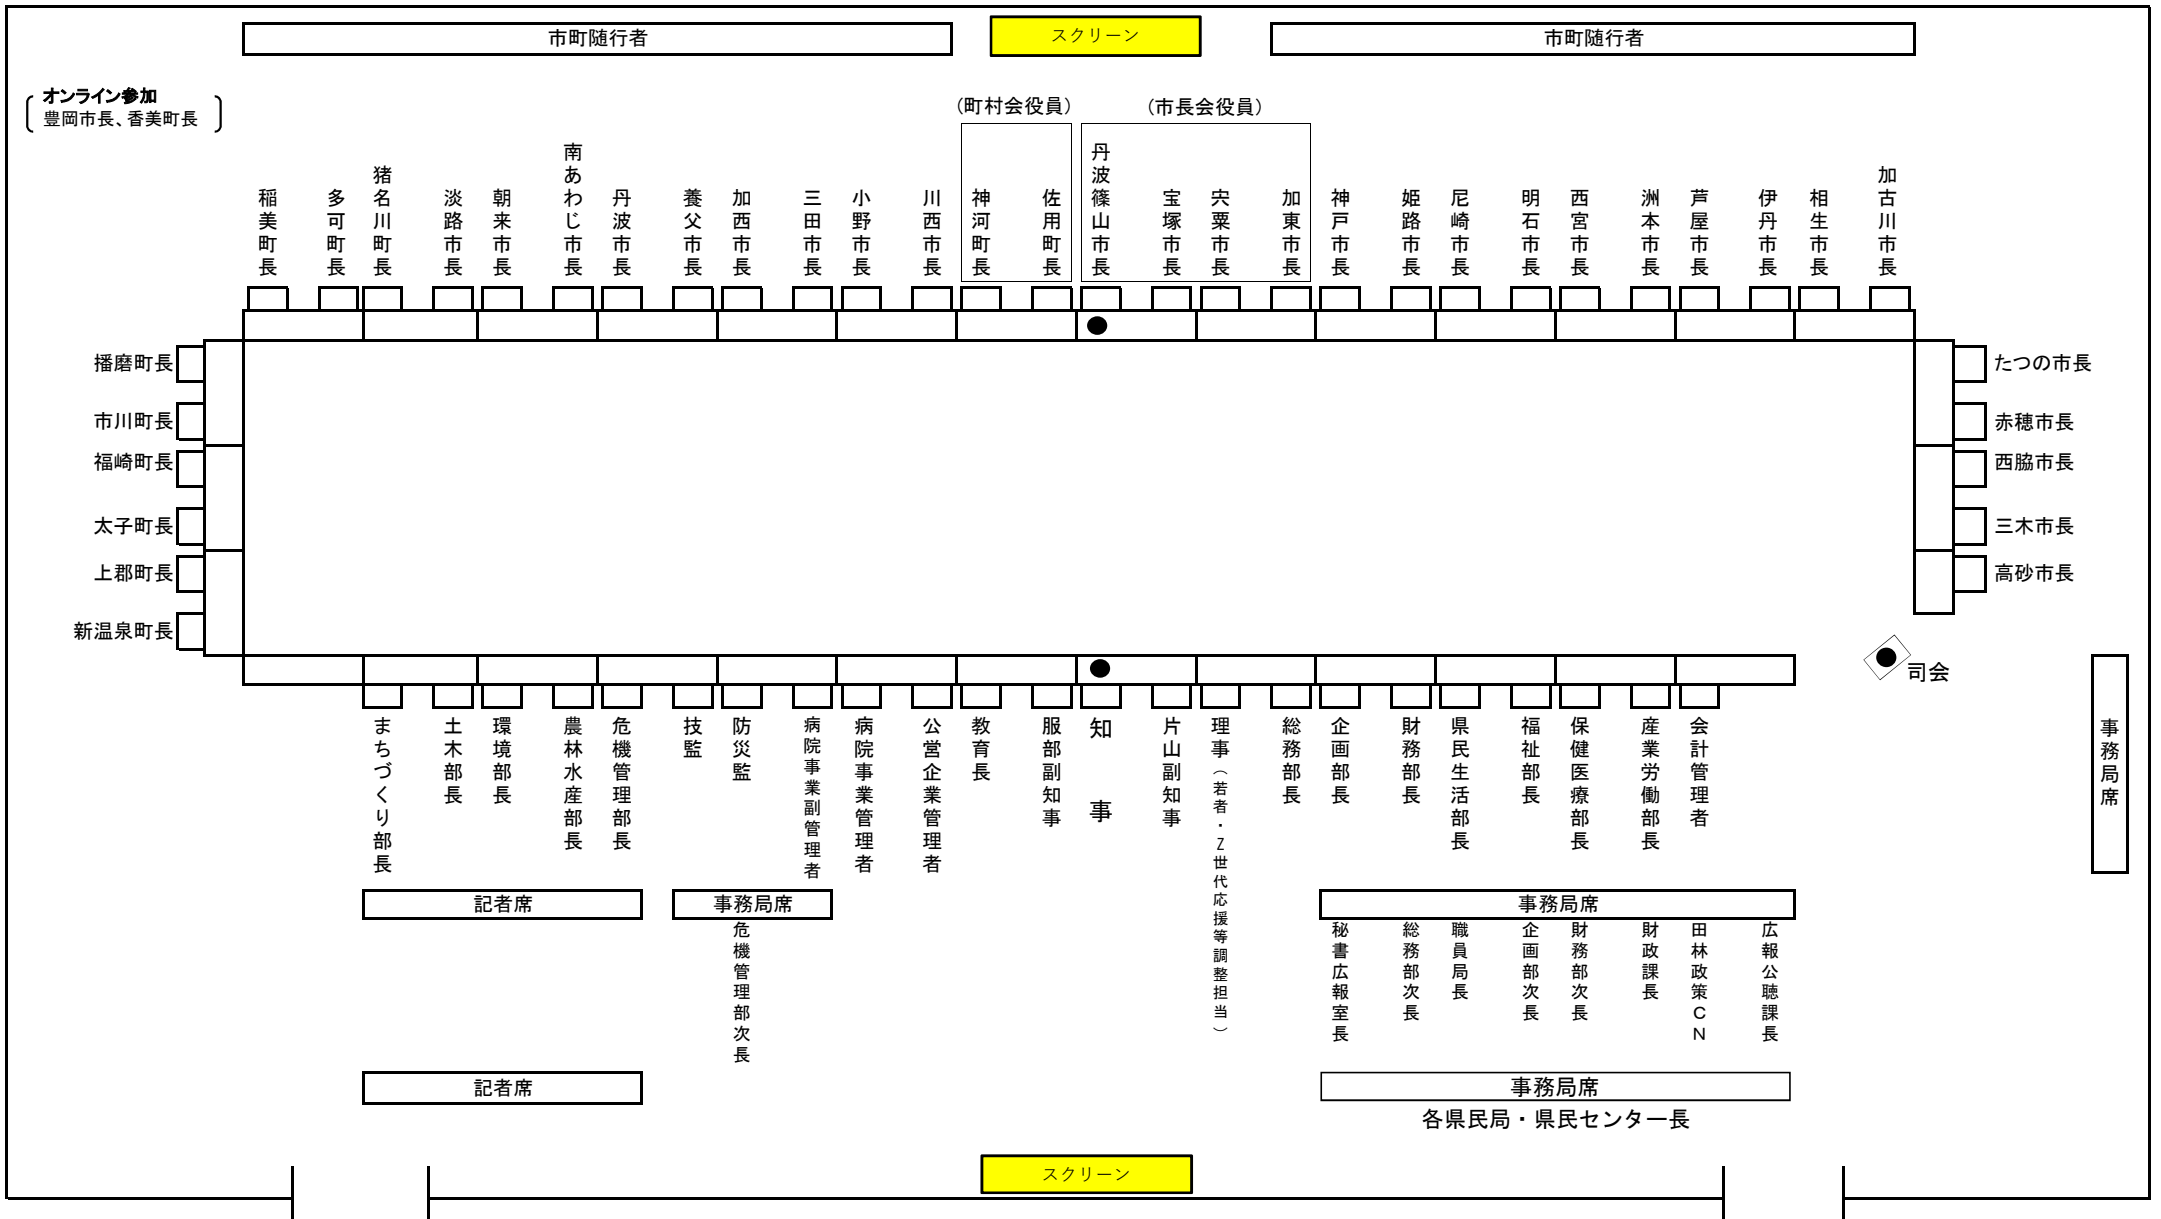 市町随行者
スクリーン
市町随行者
オンライン参加
豊岡市長、香美町長
（町村会役員）
（市長会役員）
稲美町長
多可町長
猪名川町長
淡路市長
朝来市長
南あわじ市長
丹波市長
養父市長
加西市長
三田市長
小野市長
川西市長
神河町長
佐用町長
丹波篠山市長
宝塚市長
宍粟市長
加東市長
神戸市長
姫路市長
尼崎市長
明石市長
西宮市長
洲本市長
芦屋市長
伊丹市長
相生市長
加古川市長
播磨町長
市川町長
福崎町長
太子町長
上郡町長
新温泉町長
たつの市長
赤穂市長
西脇市長
三木市長
高砂市長
司会
事務局席
まちづくり部長
土木部長
環境部長
農林水産部長
危機管理部長
技監
防災監
病院事業副管理者
病院事業管理者
公営企業管理者
教育長
服部副知事
知事
片山副知事
理事（若者・Z世代応援等調整担当）
総務部長
企画部長
財務部長
県民生活部長
福祉部長
保健医療部長
産業労働部長
会計管理者
記者席
事務局席
事務局席
危機管理部次長
秘書広報室長
総務部次長
職員局長
企画部次長
財務部次長
財政課長
田林政策CN
広報公聴課長
記者席
事務局席
各県民局・県民センター長
スクリーン